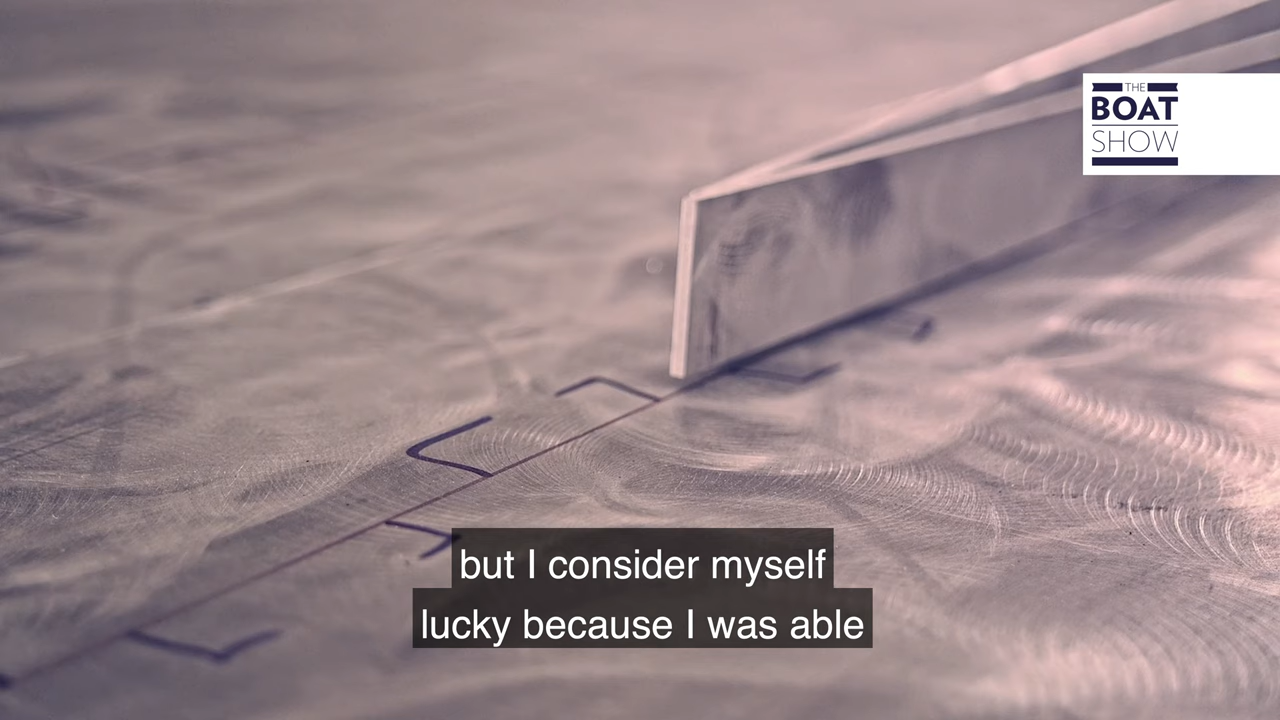 THE
BOAT
SHOW
but I consider myself
lucky because I was able